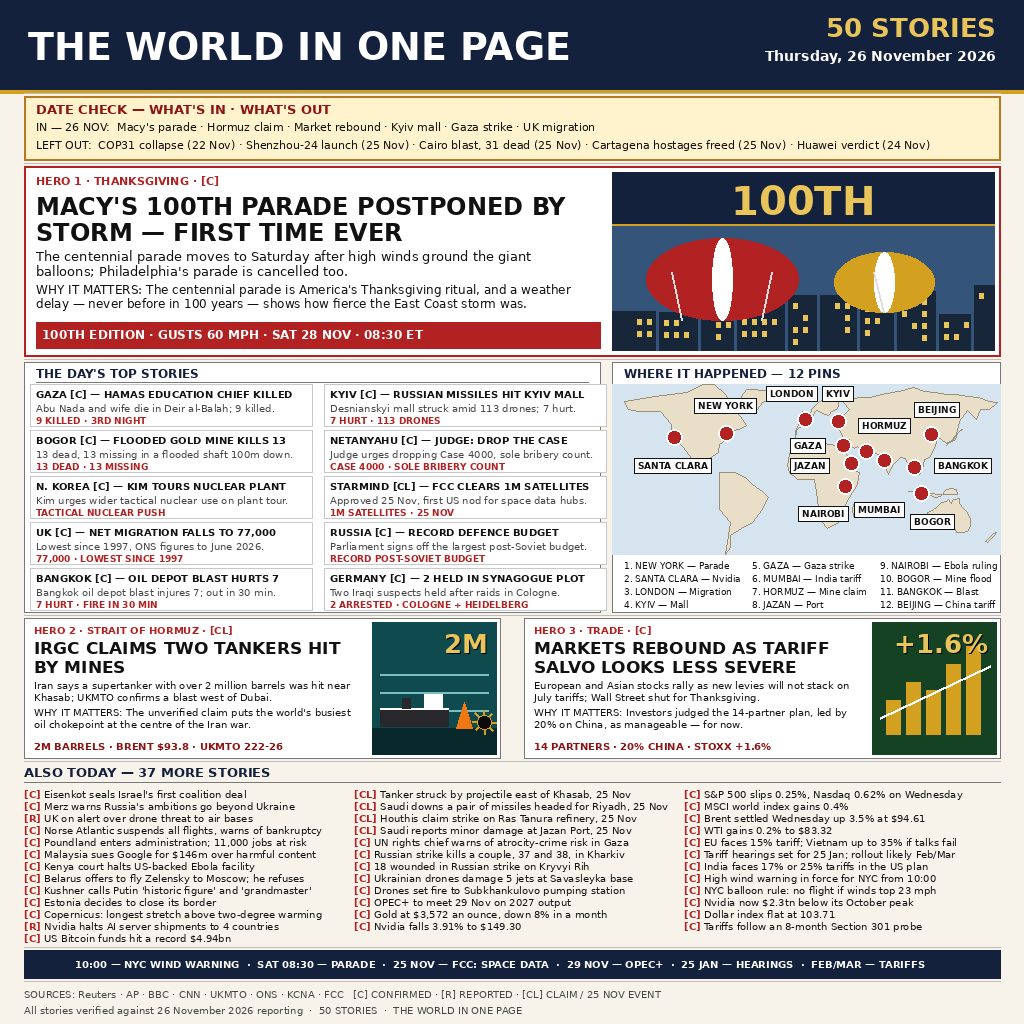 THE WORLD IN ONE PAGE
50 STORIES
Thursday, 26 November 2026
DATE CHECK — WHAT'S IN · WHAT'S OUT
IN — 26 NOV: Macy's parade · Hormuz claim · Market rebound · Kyiv mall · Gaza strike · UK migration
LEFT OUT: COP31 collapse (22 Nov) · Shenzhou-24 launch (25 Nov) · Cairo blast, 31 dead (25 Nov) · Cartagena hostages freed (25 Nov) · Huawei verdict (24 Nov)
HERO 1 · THANKSGIVING · [C]
MACY'S 100TH PARADE POSTPONED BY
STORM — FIRST TIME EVER
The centennial parade moves to Saturday after high winds ground the giant
balloons; Philadelphia's parade is cancelled too.
WHY IT MATTERS: The centennial parade is America's Thanksgiving ritual, and a weather
delay — never before in 100 years — shows how fierce the East Coast storm was.
100TH EDITION · GUSTS 60 MPH · SAT 28 NOV · 08:30 ET
100TH
THE DAY'S TOP STORIES
GAZA [C] — HAMAS EDUCATION CHIEF KILLED
Abu Nada and wife die in Deir al-Balah; 9 killed.
9 KILLED · 3RD NIGHT
KYIV [C] — RUSSIAN MISSILES HIT KYIV MALL
Desnianskyi mall struck amid 113 drones; 7 hurt.
7 HURT · 113 DRONES
BOGOR [C] — FLOODED GOLD MINE KILLS 13
13 dead, 13 missing in a flooded shaft 100m down.
13 DEAD · 13 MISSING
NETANYAHU [C] — JUDGE: DROP THE CASE
Judge urges dropping Case 4000, sole bribery count.
CASE 4000 · SOLE BRIBERY COUNT
N. KOREA [C] — KIM TOURS NUCLEAR PLANT
Kim urges wider tactical nuclear use on plant tour.
TACTICAL NUCLEAR PUSH
STARMIND [CL] — FCC CLEARS 1M SATELLITES
Approved 25 Nov, first US nod for space data hubs.
1M SATELLITES · 25 NOV
UK [C] — NET MIGRATION FALLS TO 77,000
Lowest since 1997, ONS figures to June 2026.
77,000 · LOWEST SINCE 1997
RUSSIA [C] — RECORD DEFENCE BUDGET
Parliament signs off the largest post-Soviet budget.
RECORD POST-SOVIET BUDGET
BANGKOK [C] — OIL DEPOT BLAST HURTS 7
Bangkok oil depot blast injures 7; out in 30 min.
7 HURT · FIRE IN 30 MIN
GERMANY [C] — 2 HELD IN SYNAGOGUE PLOT
Two Iraqi suspects held after raids in Cologne.
2 ARRESTED · COLOGNE + HEIDELBERG
WHERE IT HAPPENED — 12 PINS
LONDON
KYIV
NEW YORK
BEIJING
HORMUZ
GAZA
SANTA CLARA
JAZAN
BANGKOK
NAIROBI
MUMBAI
BOGOR
1. NEW YORK — Parade
2. SANTA CLARA — Nvidia
3. LONDON — Migration
4. KYIV — Mall
5. GAZA — Gaza strike
6. MUMBAI — India tariff
7. HORMUZ — Mine claim
8. JAZAN — Port
9. NAIROBI — Ebola ruling
10. BOGOR — Mine flood
11. BANGKOK — Blast
12. BEIJING — China tariff
HERO 2 · STRAIT OF HORMUZ · [CL]
IRGC CLAIMS TWO TANKERS HIT
BY MINES
Iran says a supertanker with over 2 million barrels was hit near
Khasab; UKMTO confirms a blast west of Dubai.
WHY IT MATTERS: The unverified claim puts the world's busiest
oil chokepoint at the centre of the Iran war.
2M BARRELS · BRENT $93.8 · UKMTO 222-26
2M
HERO 3 · TRADE · [C]
MARKETS REBOUND AS TARIFF
SALVO LOOKS LESS SEVERE
European and Asian stocks rally as new levies will not stack on
July tariffs; Wall Street shut for Thanksgiving.
WHY IT MATTERS: Investors judged the 14-partner plan, led by
20% on China, as manageable — for now.
14 PARTNERS · 20% CHINA · STOXX +1.6%
+1.6%
ALSO TODAY — 37 MORE STORIES
[C] Eisenkot seals Israel's first coalition deal
[C] Merz warns Russia's ambitions go beyond Ukraine
[R] UK on alert over drone threat to air bases
[C] Norse Atlantic suspends all flights, warns of bankruptcy
[C] Poundland enters administration; 11,000 jobs at risk
[C] Malaysia sues Google for $146m over harmful content
[C] Kenya court halts US-backed Ebola facility
[C] Belarus offers to fly Zelensky to Moscow; he refuses
[C] Kushner calls Putin 'historic figure' and 'grandmaster'
[C] Estonia decides to close its border
[C] Copernicus: longest stretch above two-degree warming
[R] Nvidia halts AI server shipments to 4 countries
[C] US Bitcoin funds hit a record $4.94bn
[CL] Tanker struck by projectile east of Khasab, 25 Nov
[CL] Saudi downs a pair of missiles headed for Riyadh, 25 Nov
[CL] Houthis claim strike on Ras Tanura refinery, 25 Nov
[CL] Saudi reports minor damage at Jazan Port, 25 Nov
[C] UN rights chief warns of atrocity-crime risk in Gaza
[C] Russian strike kills a couple, 37 and 38, in Kharkiv
[C] 18 wounded in Russian strike on Kryvyi Rih
[C] Ukrainian drones damage 5 jets at Savasleyka base
[C] Drones set fire to Subkhankulovo pumping station
[C] OPEC+ to meet 29 Nov on 2027 output
[C] Gold at $3,572 an ounce, down 8% in a month
[C] Nvidia falls 3.91% to $149.30
[C] S&P 500 slips 0.25%, Nasdaq 0.62% on Wednesday
[C] MSCI world index gains 0.4%
[C] Brent settled Wednesday up 3.5% at $94.61
[C] WTI gains 0.2% to $83.32
[C] EU faces 15% tariff; Vietnam up to 35% if talks fail
[C] Tariff hearings set for 25 Jan; rollout likely Feb/Mar
[C] India faces 17% or 25% tariffs in the US plan
[C] High wind warning in force for NYC from 10:00
[C] NYC balloon rule: no flight if winds top 23 mph
[C] Nvidia now $2.3tn below its October peak
[C] Dollar index flat at 103.71
[C] Tariffs follow an 8-month Section 301 probe
10:00 — NYC WIND WARNING · SAT 08:30 — PARADE · 25 NOV — FCC: SPACE DATA · 29 NOV — OPEC+ · 25 JAN — HEARINGS · FEB/MAR — TARIFFS
SOURCES: Reuters · AP · BBC · CNN · UKMTO · ONS · KCNA · FCC [C] CONFIRMED · [R] REPORTED · [CL] CLAIM / 25 NOV EVENT
All stories verified against 26 November 2026 reporting · 50 STORIES · THE WORLD IN ONE PAGE